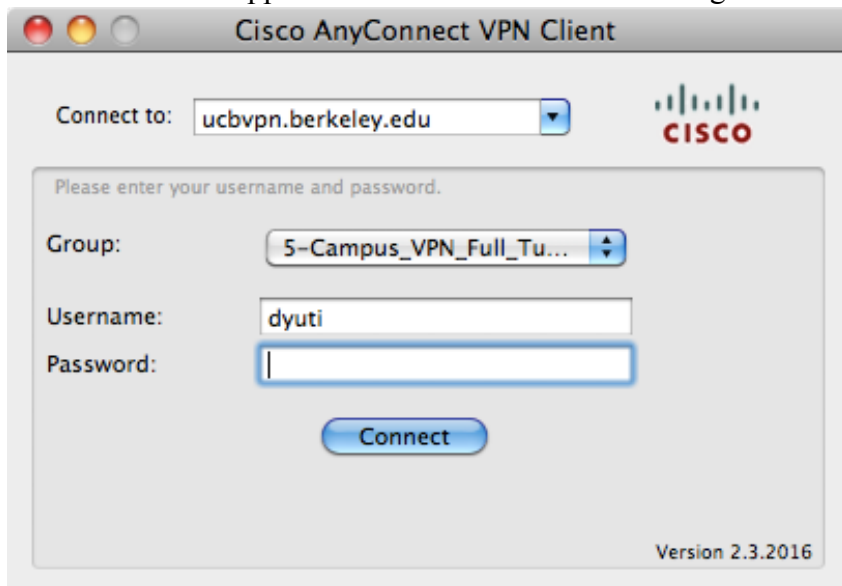 Cisco AnyConnect VPN Client
Connect to: ucbvpn.berkeley.edu
CISCO
Please enter your username and password.
Group: 5-Campus_VPN_Full_Tu...
Username: dyuti
Password:
Connect
Version 2.3.2016